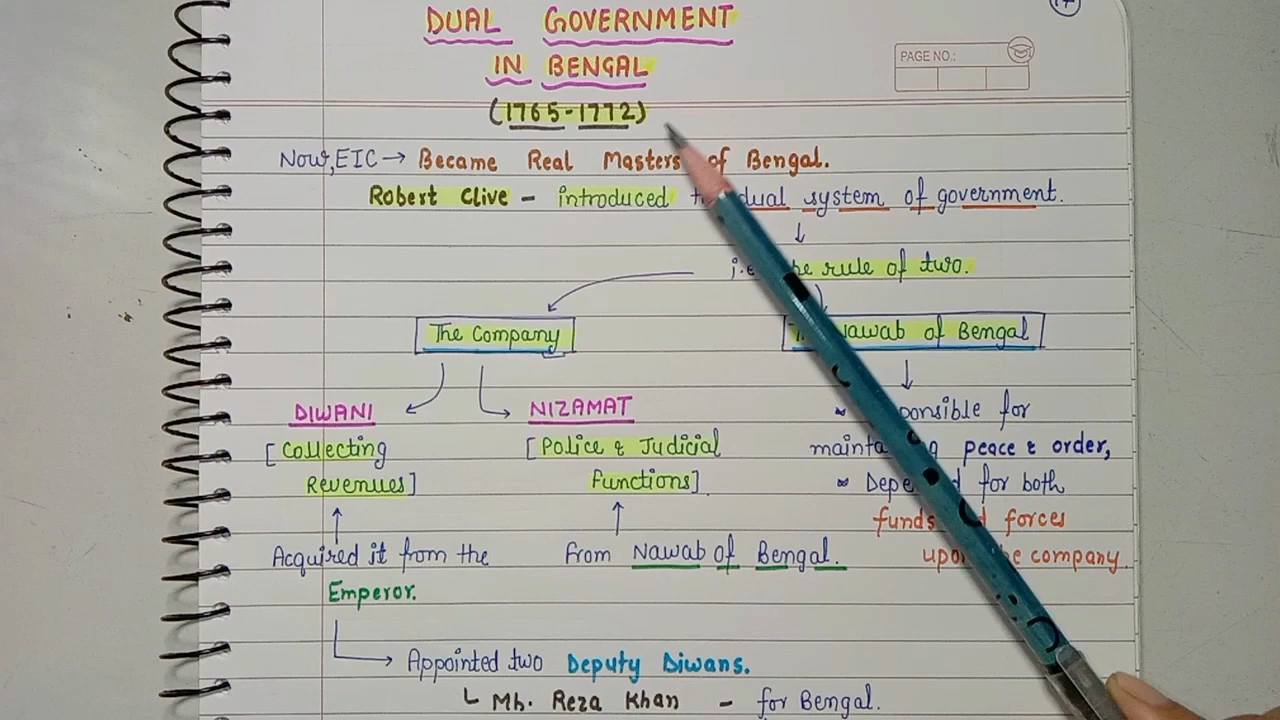 17
DUAL GOVERNMENT
IN BENGAL
PAGE NO.:
(1765-1772)
Now, EIC → Became Real Masters of Bengal.
Robert Clive - introduced dual system of government.
↓
i.e. rule of two.
The Company
Nawab of Bengal
DIWANI
[Collecting
Revenues]
NIZAMAT
[Police & Judicial
Functions].
for
peace & order,
for both
funds forces
company.
Acquired it from the
Emperor.
from Nawab of Bengal.
Appointed two Deputy Diwans.
Mh. Reza Khan - for Bengal.